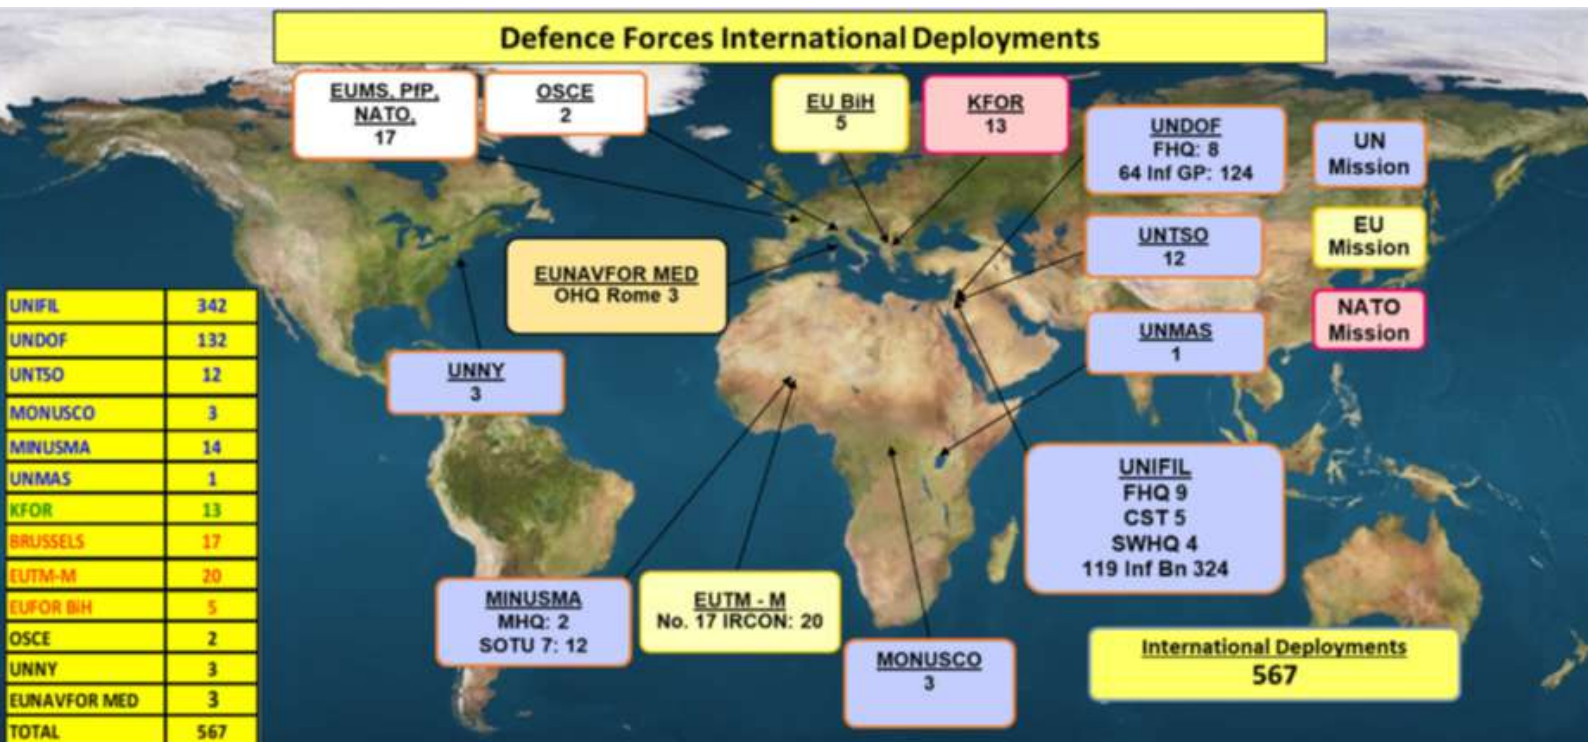 Defence Forces International Deployments
EUMS, PfP,
NATO,
17
OSCE
2
EU BiH
5
KFOR
13
UNDOF
FHQ: 8
64 Inf GP: 124
UN
Mission
UNTSO
12
EU
Mission
EUNAVFOR MED
OHQ Rome 3
UNMAS
1
NATO
Mission
UNNY
3
UNIFIL 342
UNDOF 132
UNTSO 12
MONUSCO 3
MINUSMA 14
UNMAS 1
KFOR 13
BRUSSELS 17
EUTM-M 20
EUFOR BiH 5
OSCE 2
UNNY 3
EUNAVFOR MED 3
TOTAL 567
UNIFIL
FHQ 9
CST 5
SWHQ 4
119 Inf Bn 324
MINUSMA
MHQ: 2
SOTU 7: 12
EUTM - M
No. 17 IRCON: 20
MONUSCO
3
International Deployments
567